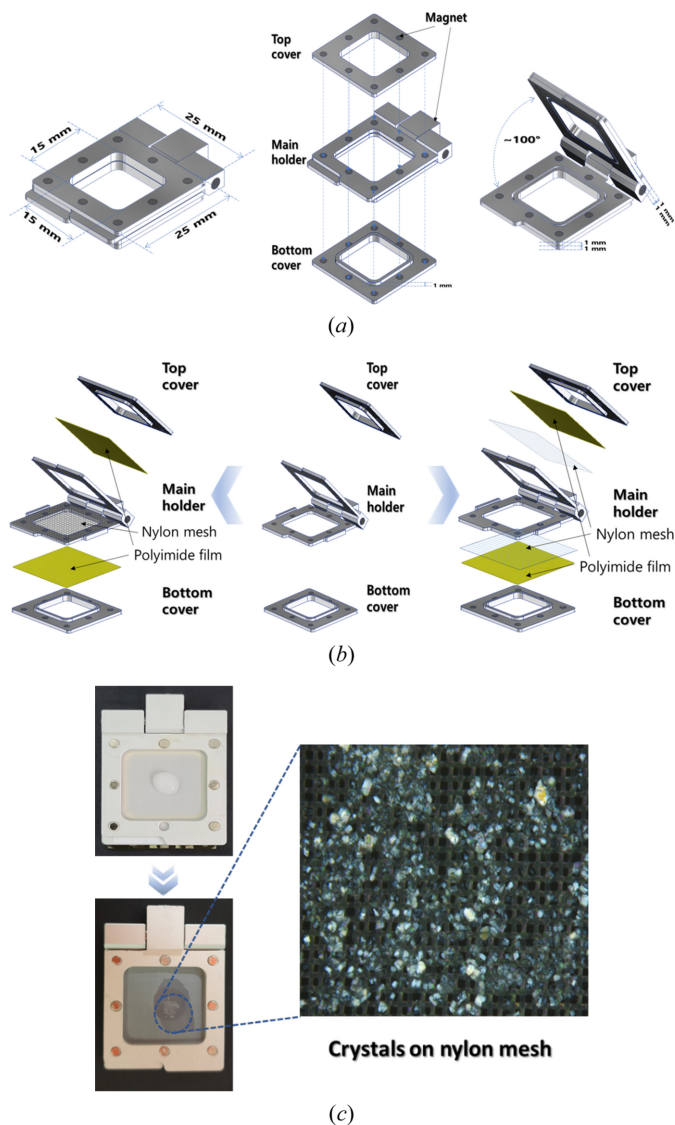 Magnet
Top
cover
25 mm
15 mm
Main
holder
~100°
15 mm
25 mm
1 mm
1 mm
Bottom
cover
1 mm
1 mm
1 mm
(a)
Top
cover
Top
cover
Top
cover
Main
holder
Main
holder
Main
holder
Nylon mesh
Nylon mesh
Polyimide film
Polyimide film
Bottom
cover
Bottom
cover
Bottom
cover
(b)
Crystals on nylon mesh
(c)